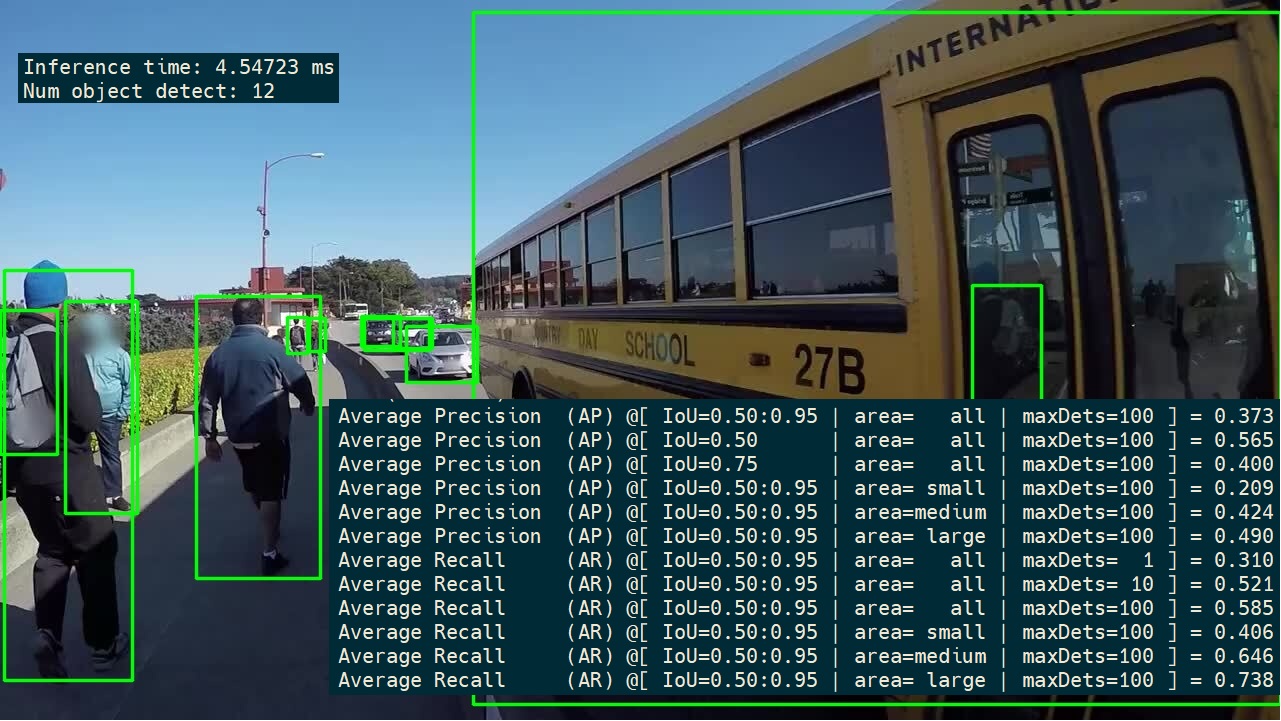 Inference time: 4.54723 ms
Num object detect: 12
INTERNATIO
DAY SCHOOL
27B
Average Precision (AP) @[ IoU=0.50:0.95 | area= all | maxDets=100 ] = 0.373
Average Precision (AP) @[ IoU=0.50 | area= all | maxDets=100 ] = 0.565
Average Precision (AP) @[ IoU=0.75 | area= all | maxDets=100 ] = 0.400
Average Precision (AP) @[ IoU=0.50:0.95 | area= small | maxDets=100 ] = 0.209
Average Precision (AP) @[ IoU=0.50:0.95 | area=medium | maxDets=100 ] = 0.424
Average Precision (AP) @[ IoU=0.50:0.95 | area= large | maxDets=100 ] = 0.490
Average Recall (AR) @[ IoU=0.50:0.95 | area= all | maxDets= 1 ] = 0.310
Average Recall (AR) @[ IoU=0.50:0.95 | area= all | maxDets= 10 ] = 0.521
Average Recall (AR) @[ IoU=0.50:0.95 | area= all | maxDets=100 ] = 0.585
Average Recall (AR) @[ IoU=0.50:0.95 | area= small | maxDets=100 ] = 0.406
Average Recall (AR) @[ IoU=0.50:0.95 | area=medium | maxDets=100 ] = 0.646
Average Recall (AR) @[ IoU=0.50:0.95 | area= large | maxDets=100 ] = 0.738